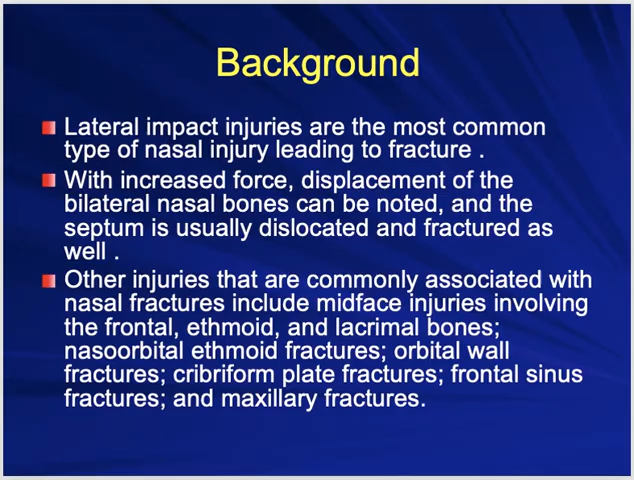 Background
Lateral impact injuries are the most common
type of nasal injury leading to fracture .
With increased force, displacement of the
bilateral nasal bones can be noted, and the
septum is usually dislocated and fractured as
well .
Other injuries that are commonly associated with
nasal fractures include midface injuries involving
the frontal, ethmoid, and lacrimal bones;
nasoorbital ethmoid fractures; orbital wall
fractures; cribriform plate fractures; frontal sinus
fractures; and maxillary fractures.